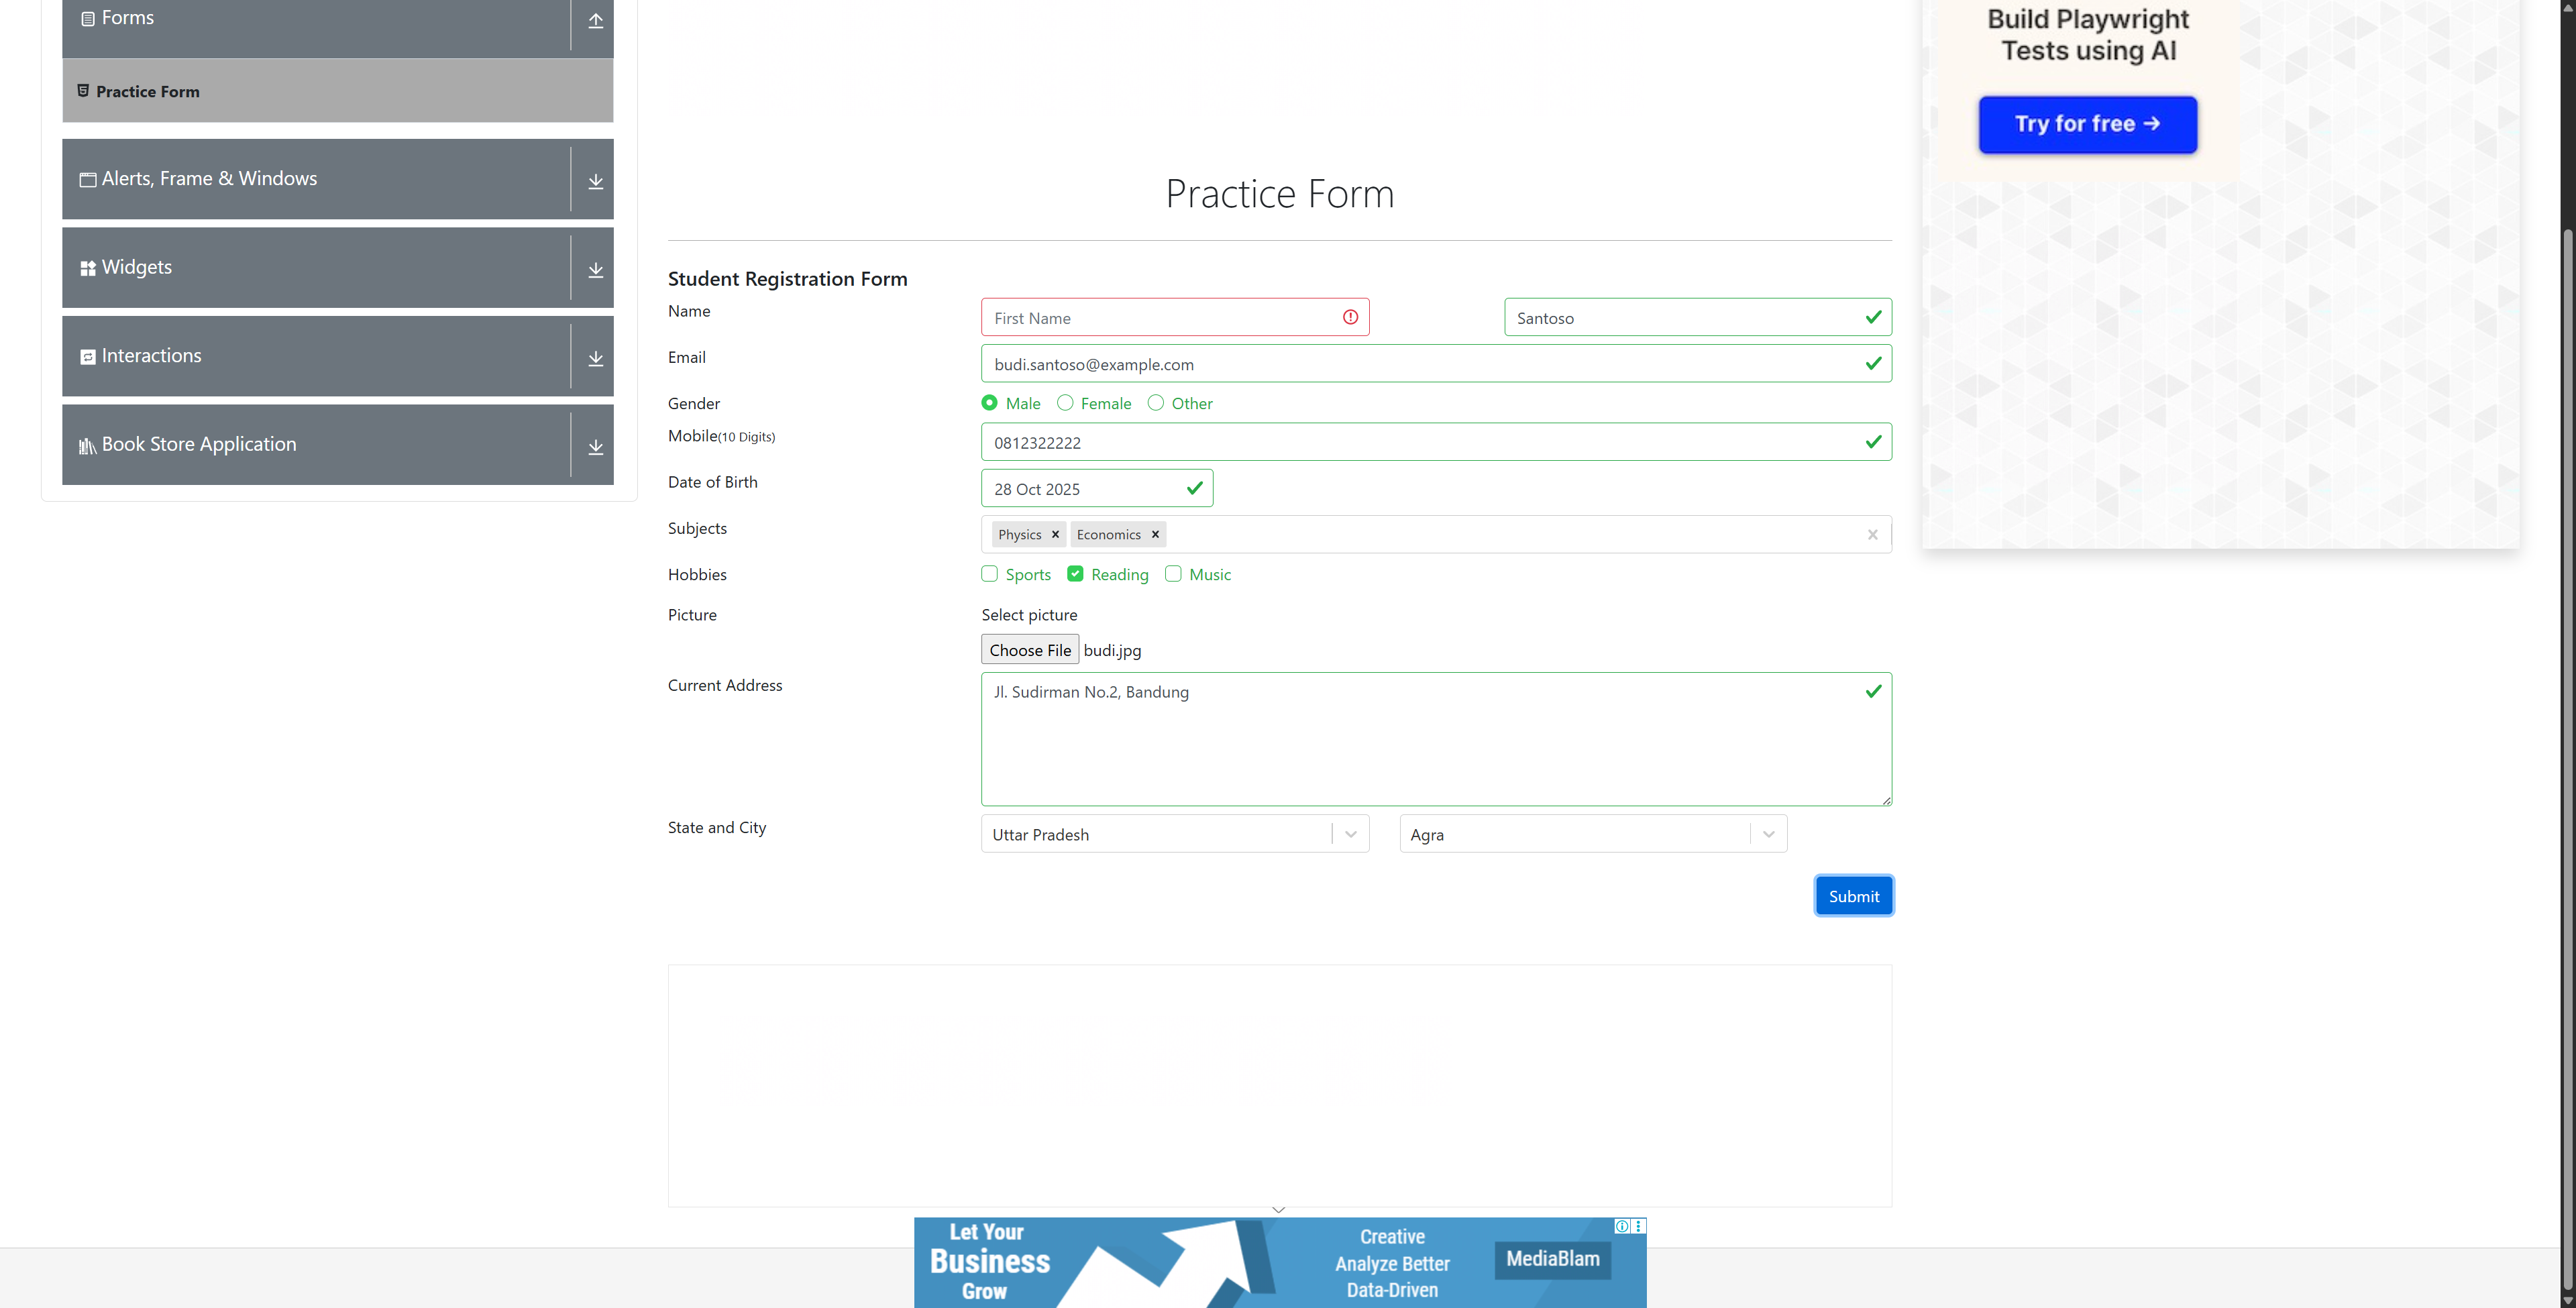 Forms
Practice Form
Alerts, Frame & Windows
Widgets
Interactions
Book Store Application
Practice Form
Student Registration Form
Name First Name Santoso
Email budi.santoso@example.com
Gender Male Female Other
Mobile(10 Digits) 0812322222
Date of Birth 28 Oct 2025
Subjects Physics × Economics ×
Hobbies Sports Reading Music
Picture Select picture
Choose File budi.jpg
Current Address Jl. Sudirman No.2, Bandung
State and City Uttar Pradesh Agra
Submit
Build Playwright
Tests using AI
Try for free →
Let Your
Business
Grow
Creative
Analyze Better
Data-Driven
MediaBlam